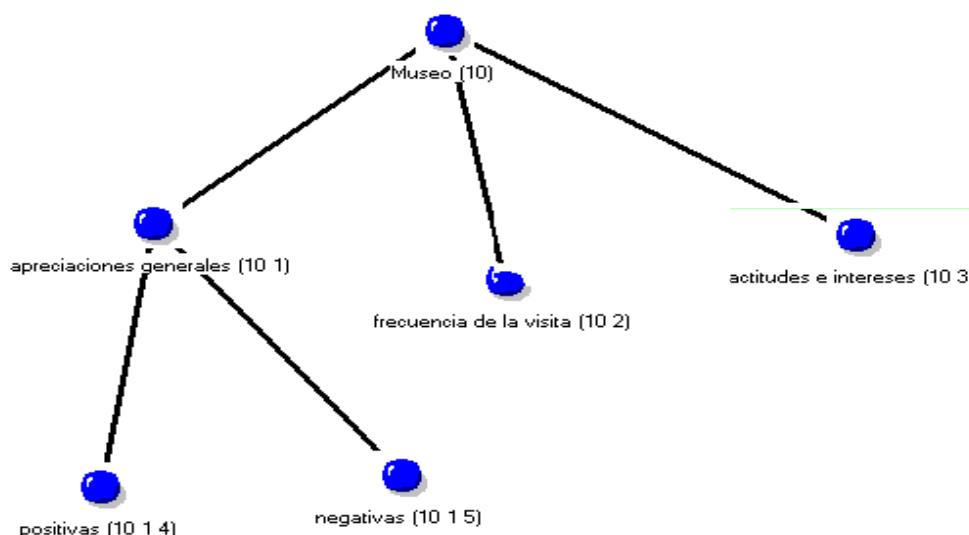 Museo (10)
apreciaciones generales (10 1)
actitudes e intereses (10 3
frecuencia de la visita (10 2)
positivas (10 1 4)
negativas (10 1 5)